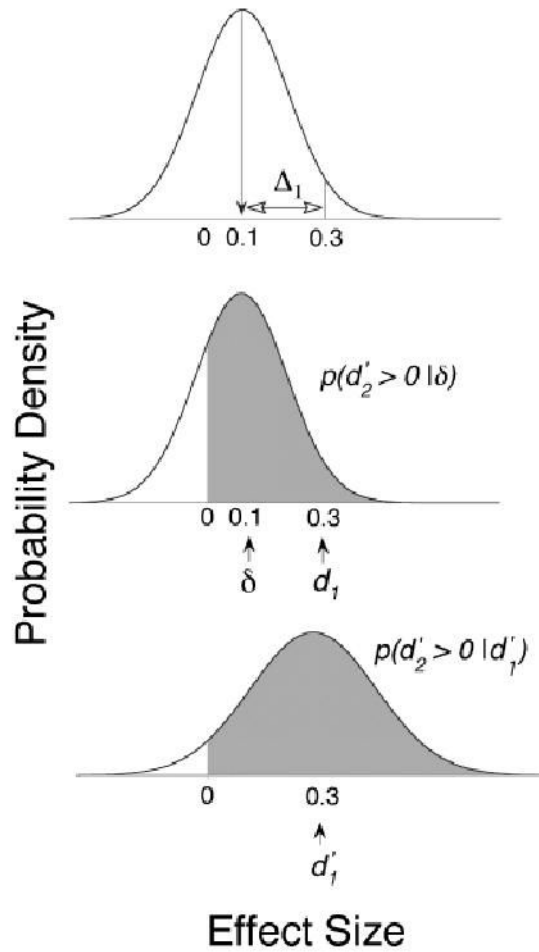 Δ₁
0 0.1 0.3
p(d'₂ > 0 |δ)
0 0.1 0.3
δ d₁
p(d'₂ > 0 |d'₁)
0 0.3
d'₁
Probability Density
Effect Size